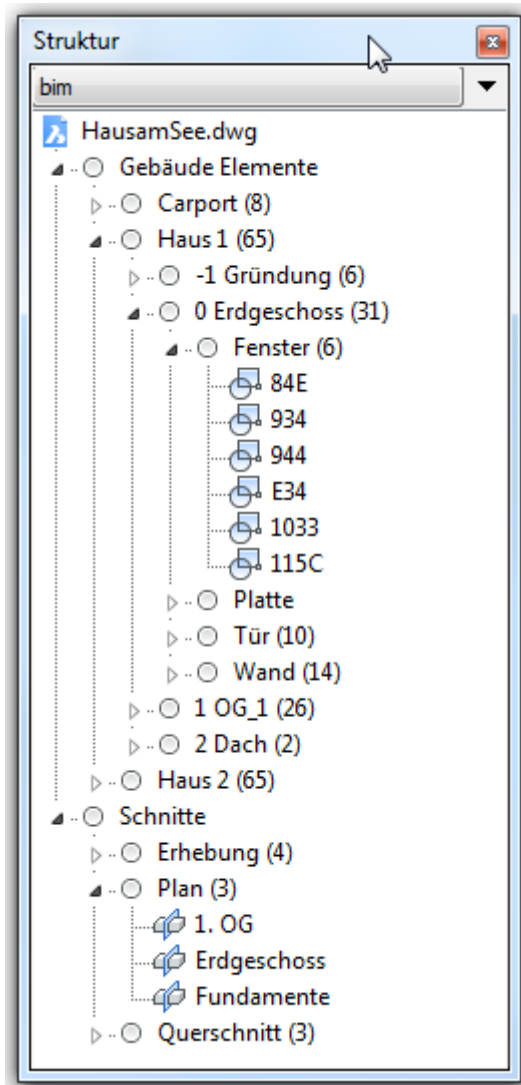 Struktur
bim
HausamSee.dwg
Gebäude Elemente
Carport (8)
Haus 1 (65)
-1 Gründung (6)
0 Erdgeschoss (31)
Fenster (6)
84E
934
944
E34
1033
115C
Platte
Tür (10)
Wand (14)
1 OG_1 (26)
2 Dach (2)
Haus 2 (65)
Schnitte
Erhebung (4)
Plan (3)
1. OG
Erdgeschoss
Fundamente
Querschnitt (3)